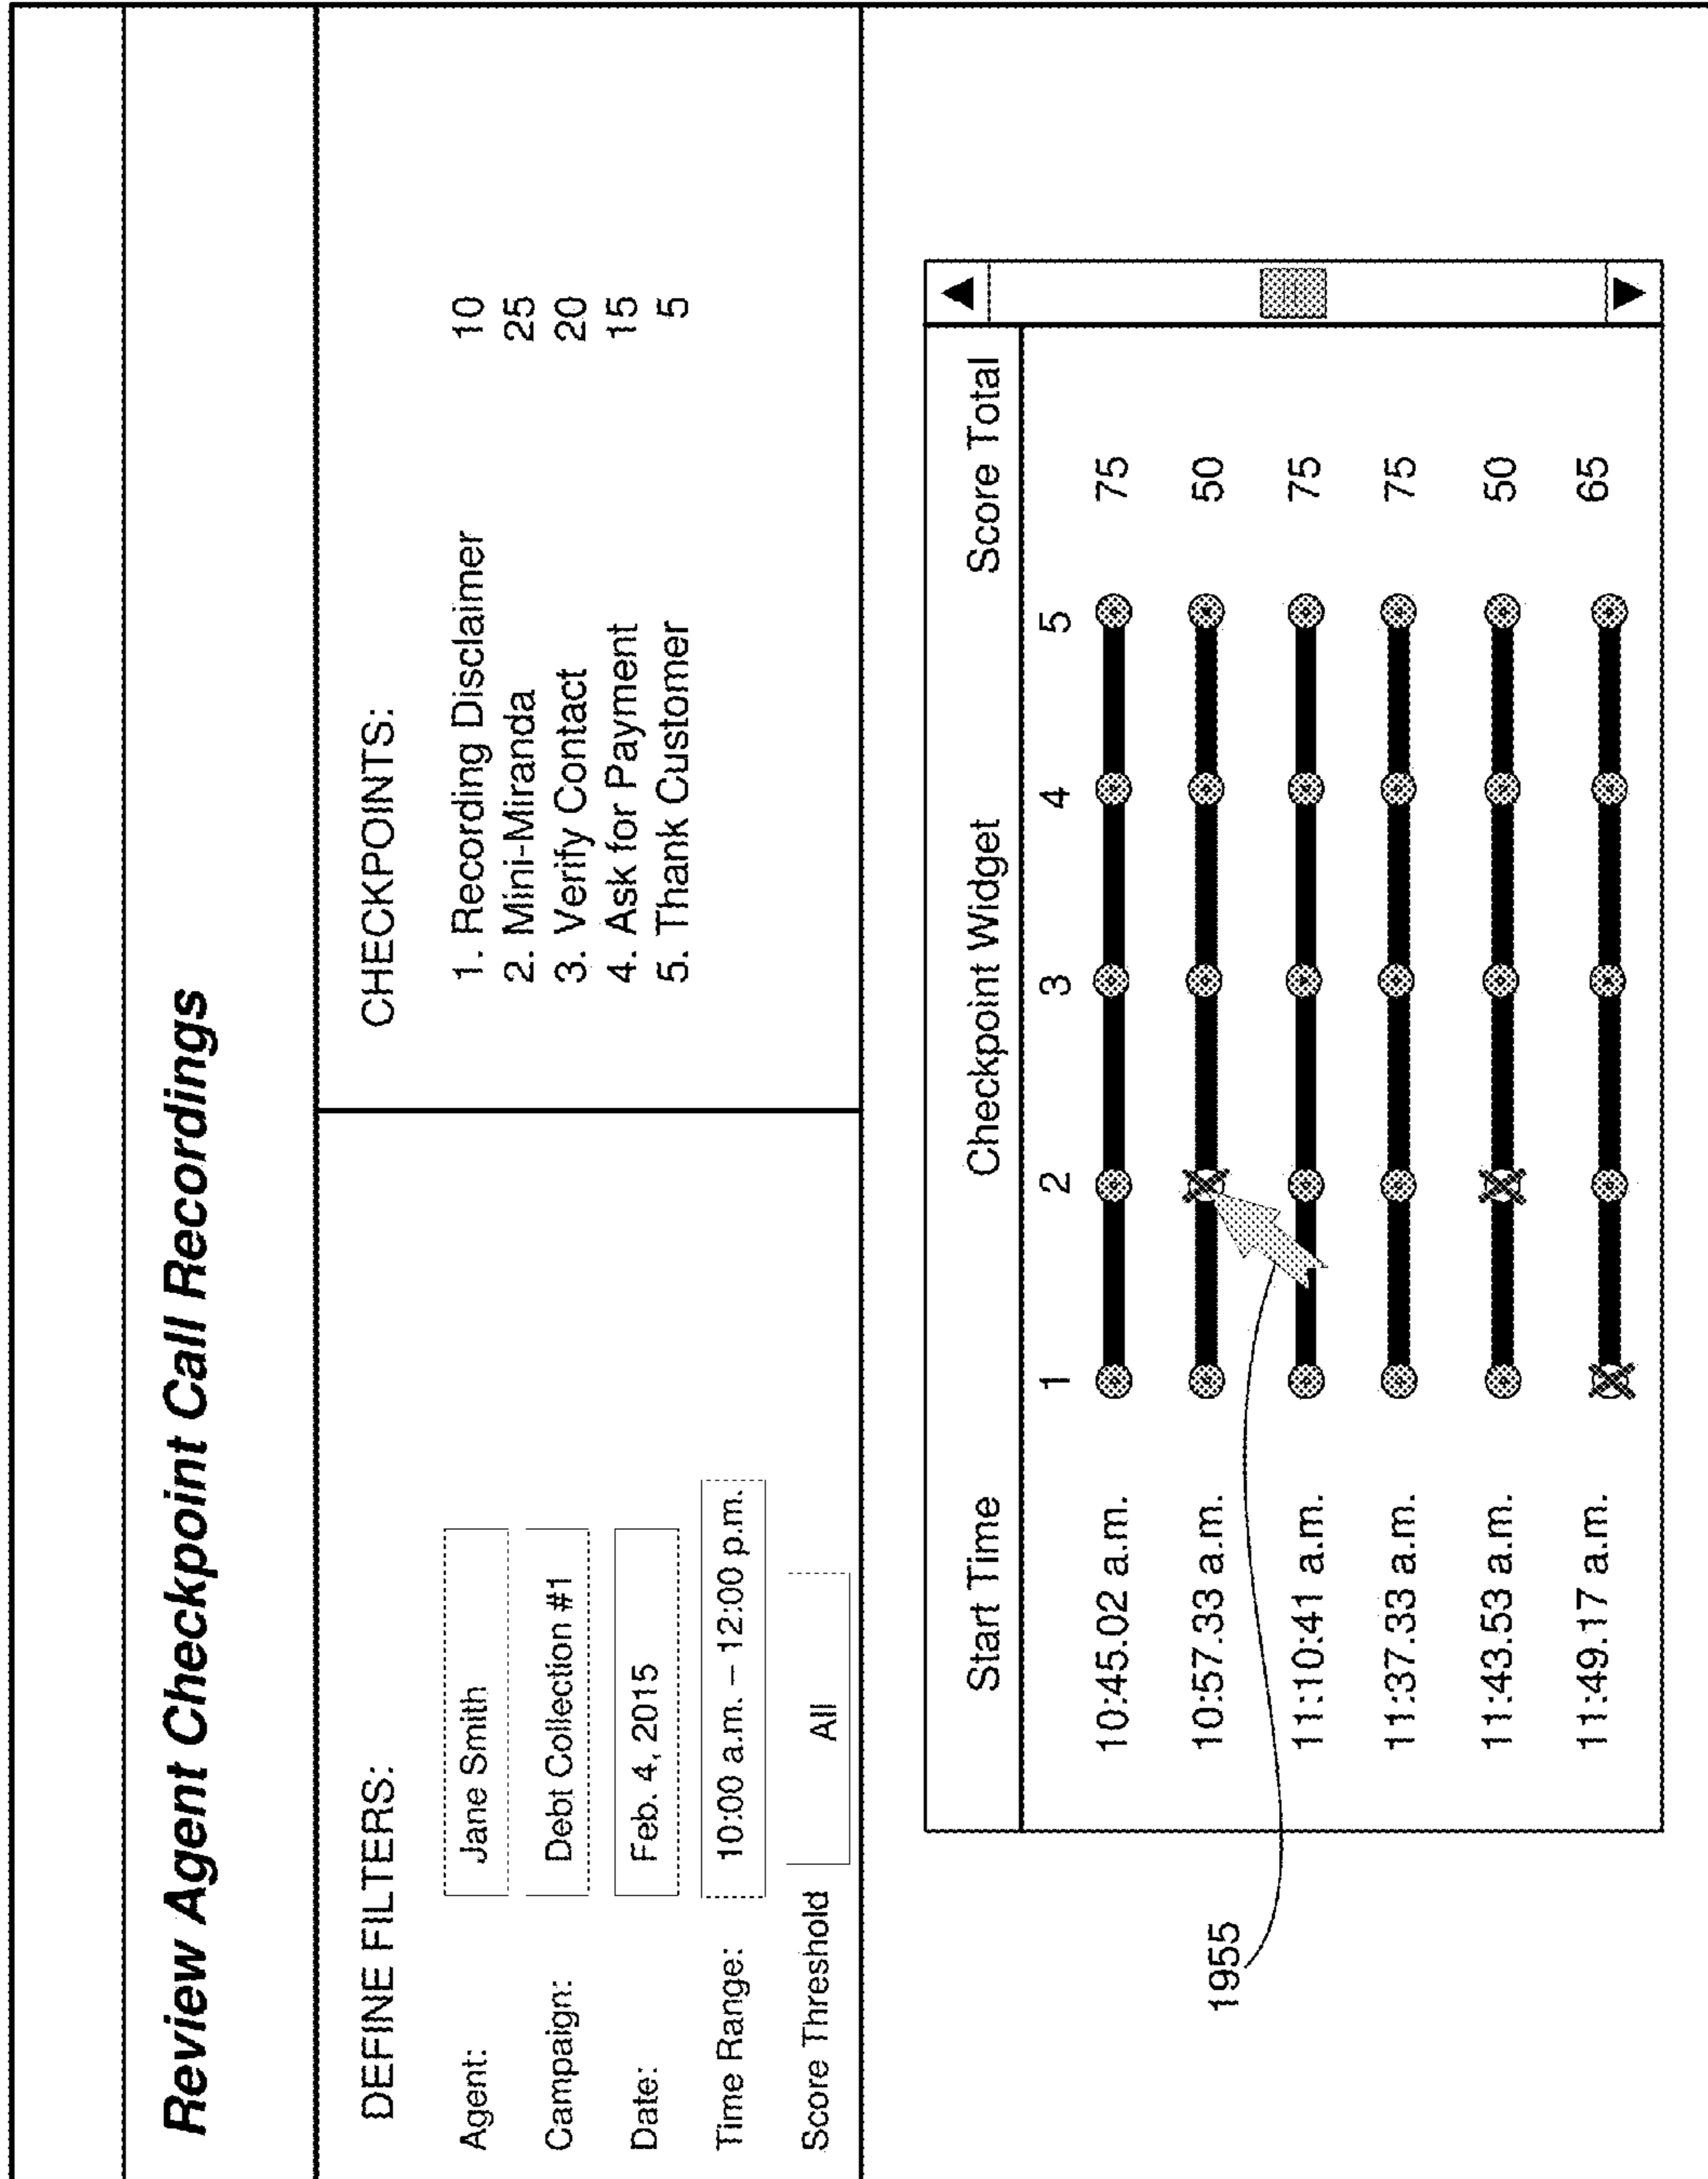 Review Agent Checkpoint Call Recordings
DEFINE FILTERS:
Agent: Jane Smith
Campaign: Debt Collection #1
Date: Feb. 4, 2015
Time Range: 10:00 a.m. – 12:00 p.m.
Score Threshold All
CHECKPOINTS:
1. Recording Disclaimer 10
2. Mini-Miranda 25
3. Verify Contact 20
4. Ask for Payment 15
5. Thank Customer 5
Start Time Checkpoint Widget Score Total
1 2 3 4 5
10:45.02 a.m. 75
10:57.33 a.m. 50
11:10:41 a.m. 75
11:37.33 a.m. 75
11:43.53 a.m. 50
11:49.17 a.m. 65
1955